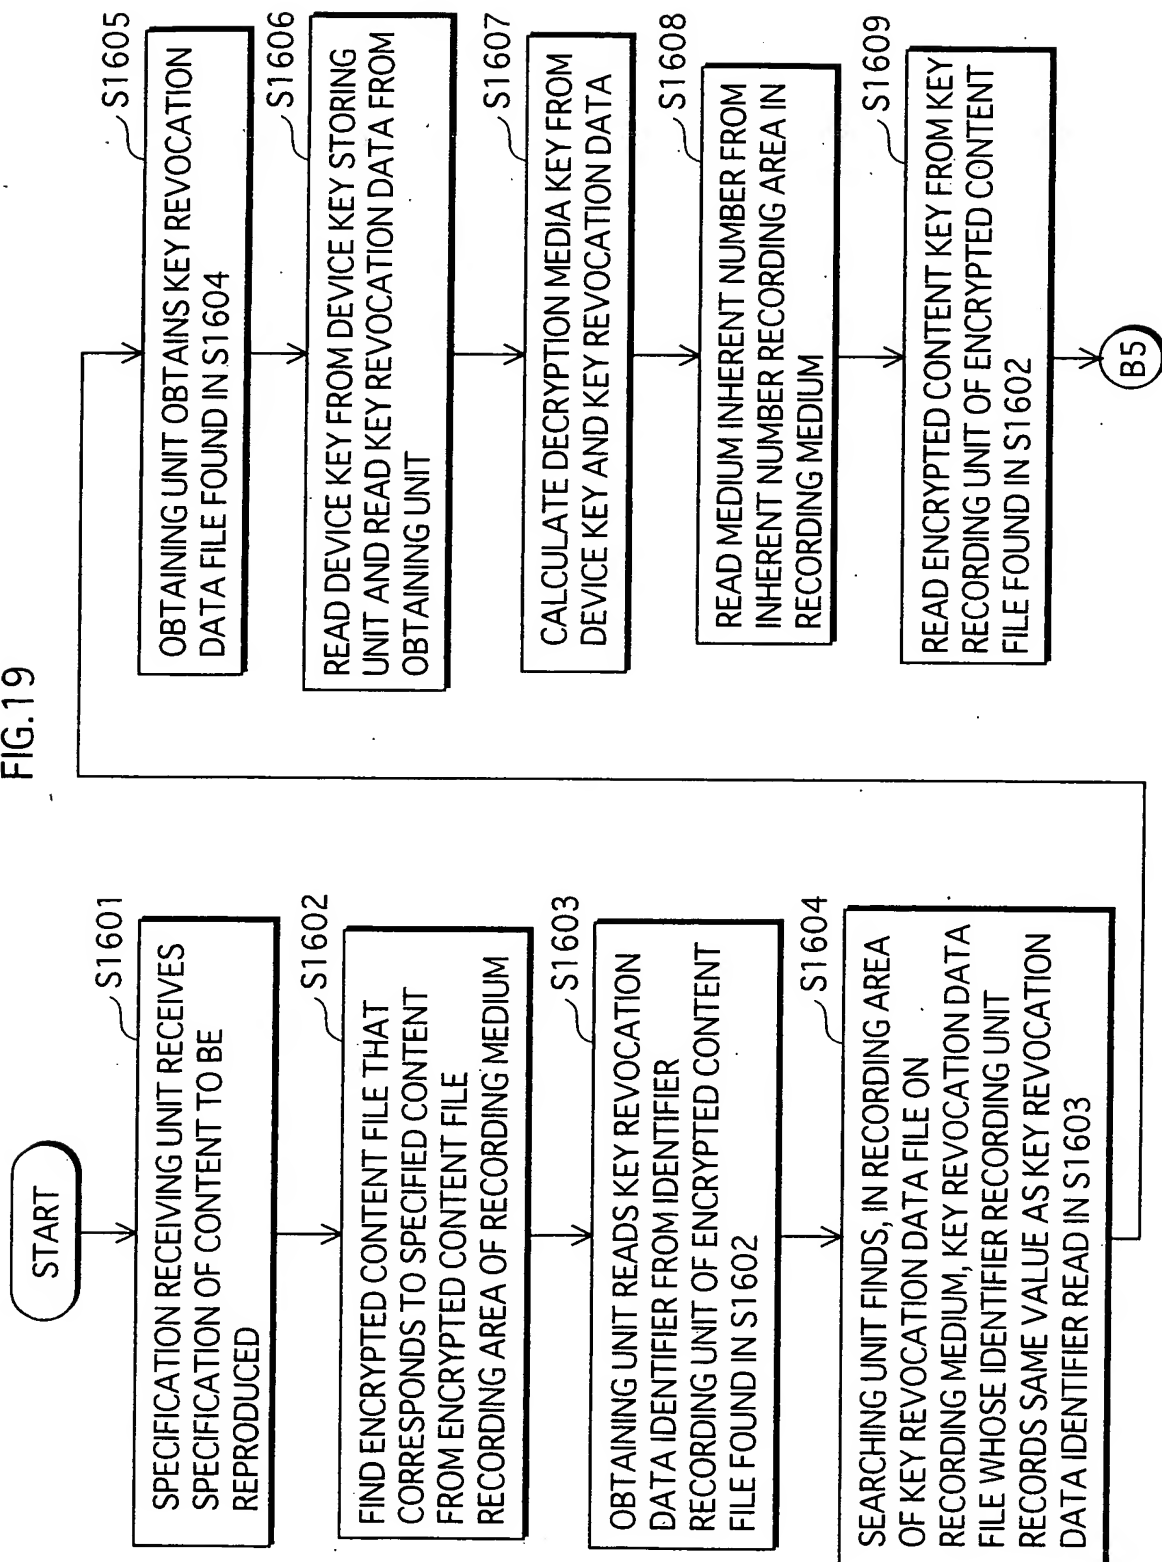 FIG.19
START
S1601
SPECIFICATION RECEIVING UNIT RECEIVES
SPECIFICATION OF CONTENT TO BE
REPRODUCED
S1602
FIND ENCRYPTED CONTENT FILE THAT
CORRESPONDS TO SPECIFIED CONTENT
FROM ENCRYPTED CONTENT FILE
RECORDING AREA OF RECORDING MEDIUM
S1603
OBTAINING UNIT READS KEY REVOCATION
DATA IDENTIFIER FROM IDENTIFIER
RECORDING UNIT OF ENCRYPTED CONTENT
FILE FOUND IN S1602
S1604
SEARCHING UNIT FINDS, IN RECORDING AREA
OF KEY REVOCATION DATA FILE ON
RECORDING MEDIUM, KEY REVOCATION DATA
FILE WHOSE IDENTIFIER RECORDING UNIT
RECORDS SAME VALUE AS KEY REVOCATION
DATA IDENTIFIER READ IN S1603
S1605
OBTAINING UNIT OBTAINS KEY REVOCATION
DATA FILE FOUND IN S1604
S1606
READ DEVICE KEY FROM DEVICE KEY STORING
UNIT AND READ KEY REVOCATION DATA FROM
OBTAINING UNIT
S1607
CALCULATE DECRYPTION MEDIA KEY FROM
DEVICE KEY AND KEY REVOCATION DATA
S1608
READ MEDIUM INHERENT NUMBER FROM
INHERENT NUMBER RECORDING AREA IN
RECORDING MEDIUM
S1609
READ ENCRYPTED CONTENT KEY FROM KEY
RECORDING UNIT OF ENCRYPTED CONTENT
FILE FOUND IN S1602
B5